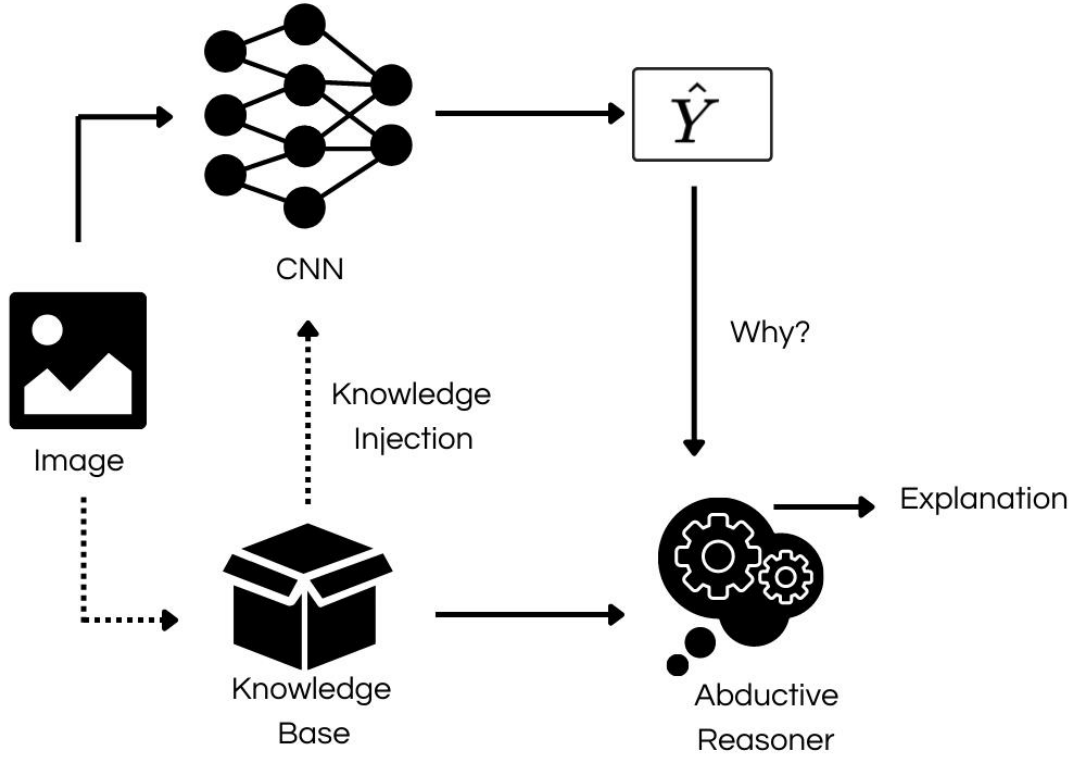 Ŷ
CNN
Why?
Knowledge
Injection
Image
Explanation
Knowledge
Base
Abductive
Reasoner